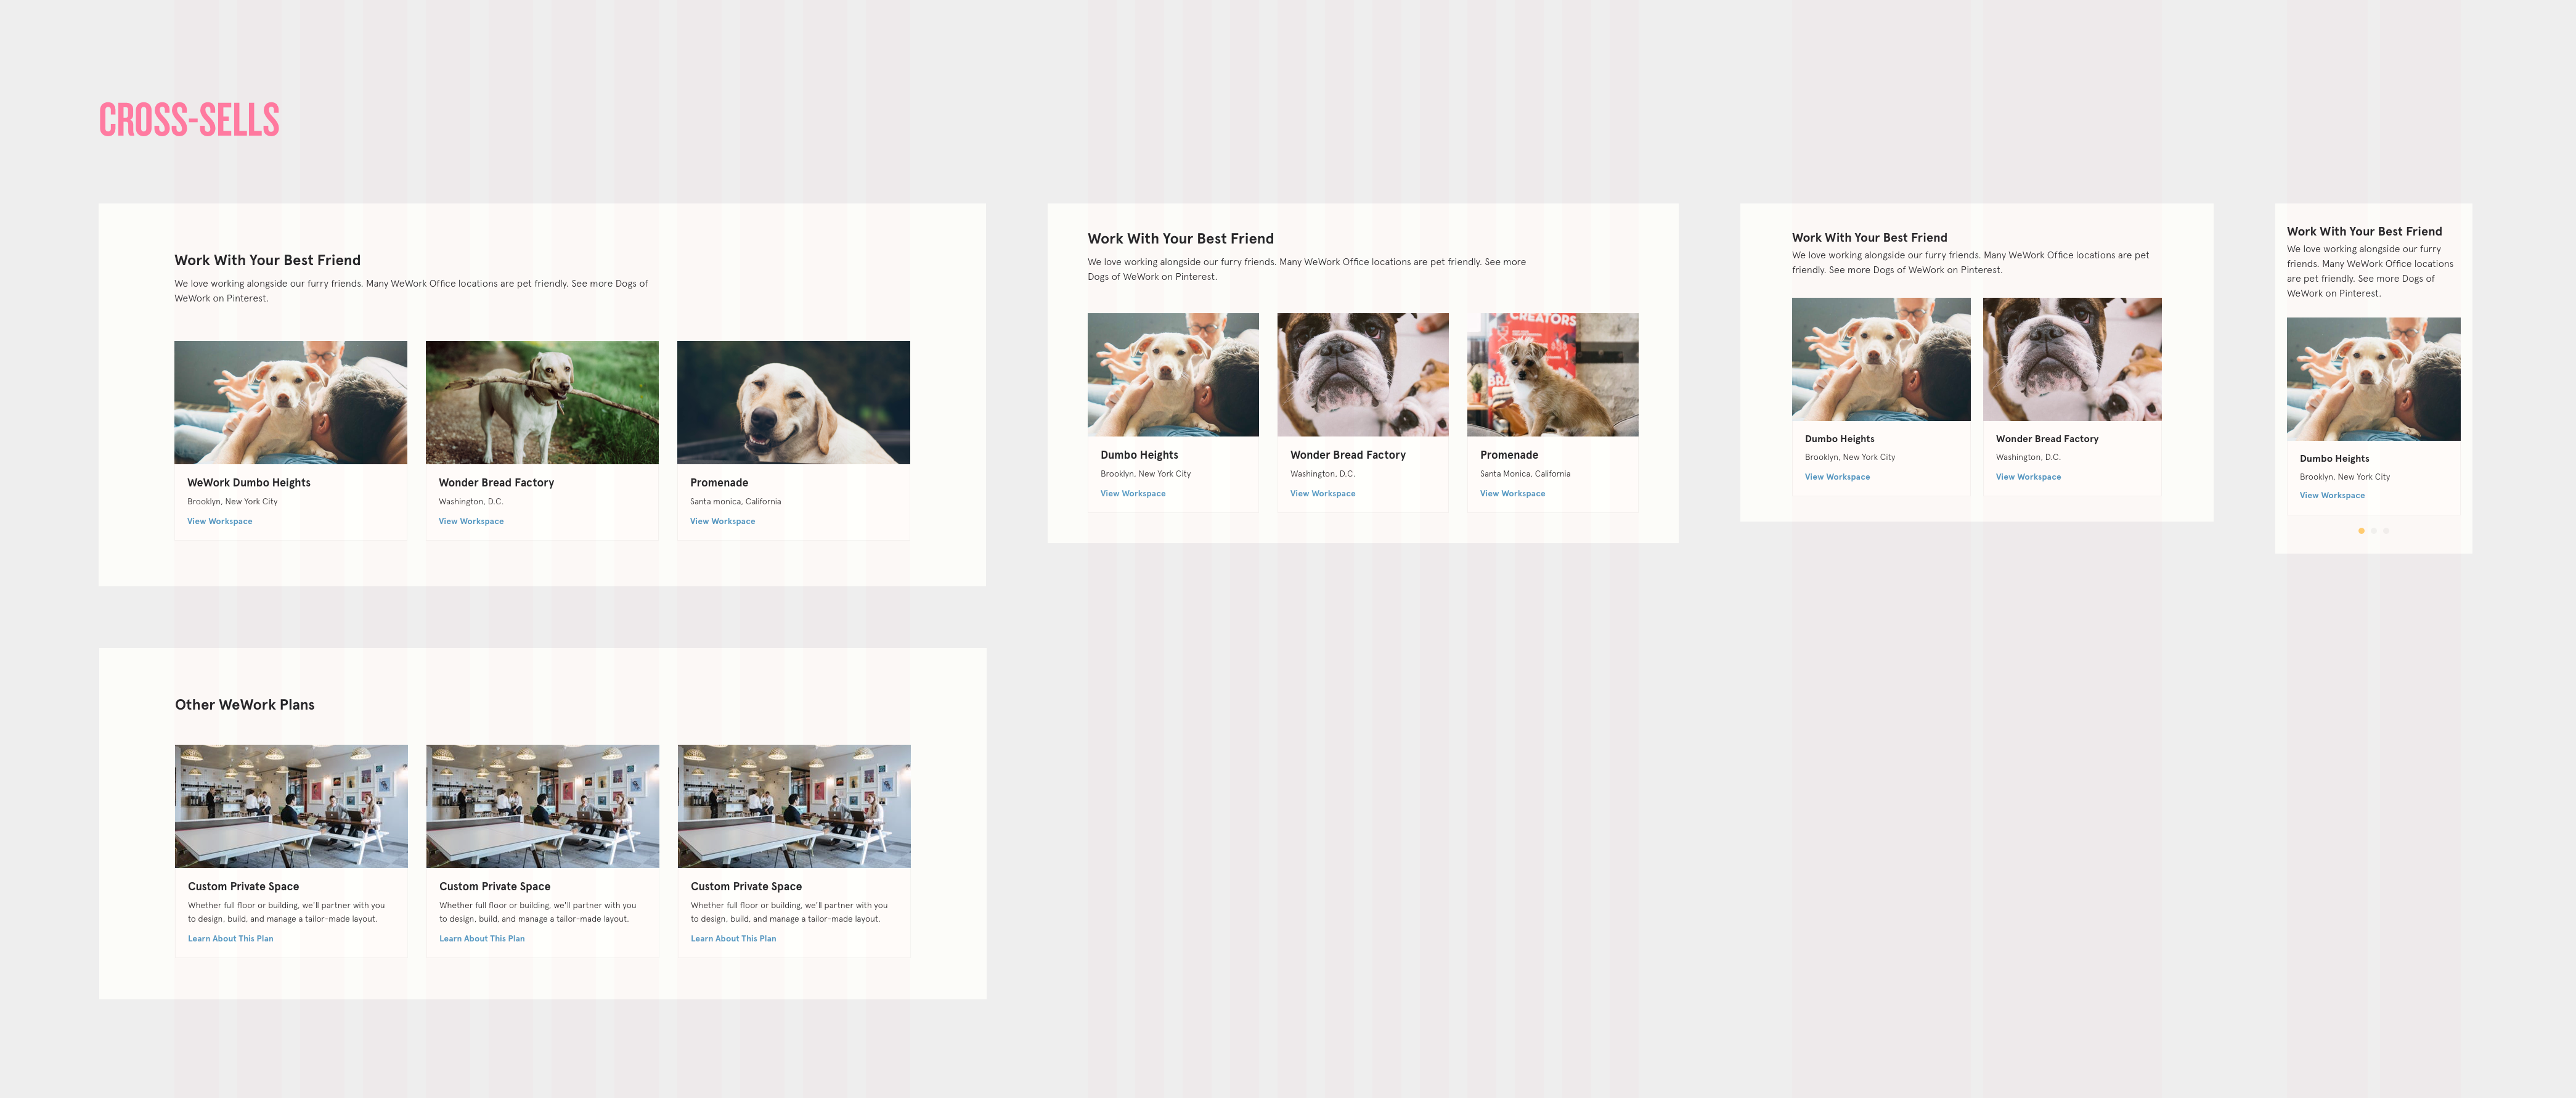 CROSS-SELLS
Work With Your Best Friend
We love working alongside our furry friends. Many WeWork Office locations are pet friendly. See more Dogs of
WeWork on Pinterest.
WeWork Dumbo Heights
Brooklyn, New York City
View Workspace
Wonder Bread Factory
Washington, D.C.
View Workspace
Promenade
Santa monica, California
View Workspace
Work With Your Best Friend
We love working alongside our furry friends. Many WeWork Office locations are pet friendly. See more
Dogs of WeWork on Pinterest.
CREATORS
BRA
Dumbo Heights
Brooklyn, New York City
View Workspace
Wonder Bread Factory
Washington, D.C.
View Workspace
Promenade
Santa Monica, California
View Workspace
Work With Your Best Friend
We love working alongside our furry friends. Many WeWork Office locations are pet
friendly. See more Dogs of WeWork on Pinterest.
Dumbo Heights
Brooklyn, New York City
View Workspace
Wonder Bread Factory
Washington, D.C.
View Workspace
Work With Your Best Friend
We love working alongside our furry
friends. Many WeWork Office locations
are pet friendly. See more Dogs of
WeWork on Pinterest.
Dumbo Heights
Brooklyn, New York City
View Workspace
Other WeWork Plans
Custom Private Space
Whether full floor or building, we'll partner with you
to design, build, and manage a tailor-made layout.
Learn About This Plan
Custom Private Space
Whether full floor or building, we'll partner with you
to design, build, and manage a tailor-made layout.
Learn About This Plan
Custom Private Space
Whether full floor or building, we'll partner with you
to design, build, and manage a tailor-made layout.
Learn About This Plan